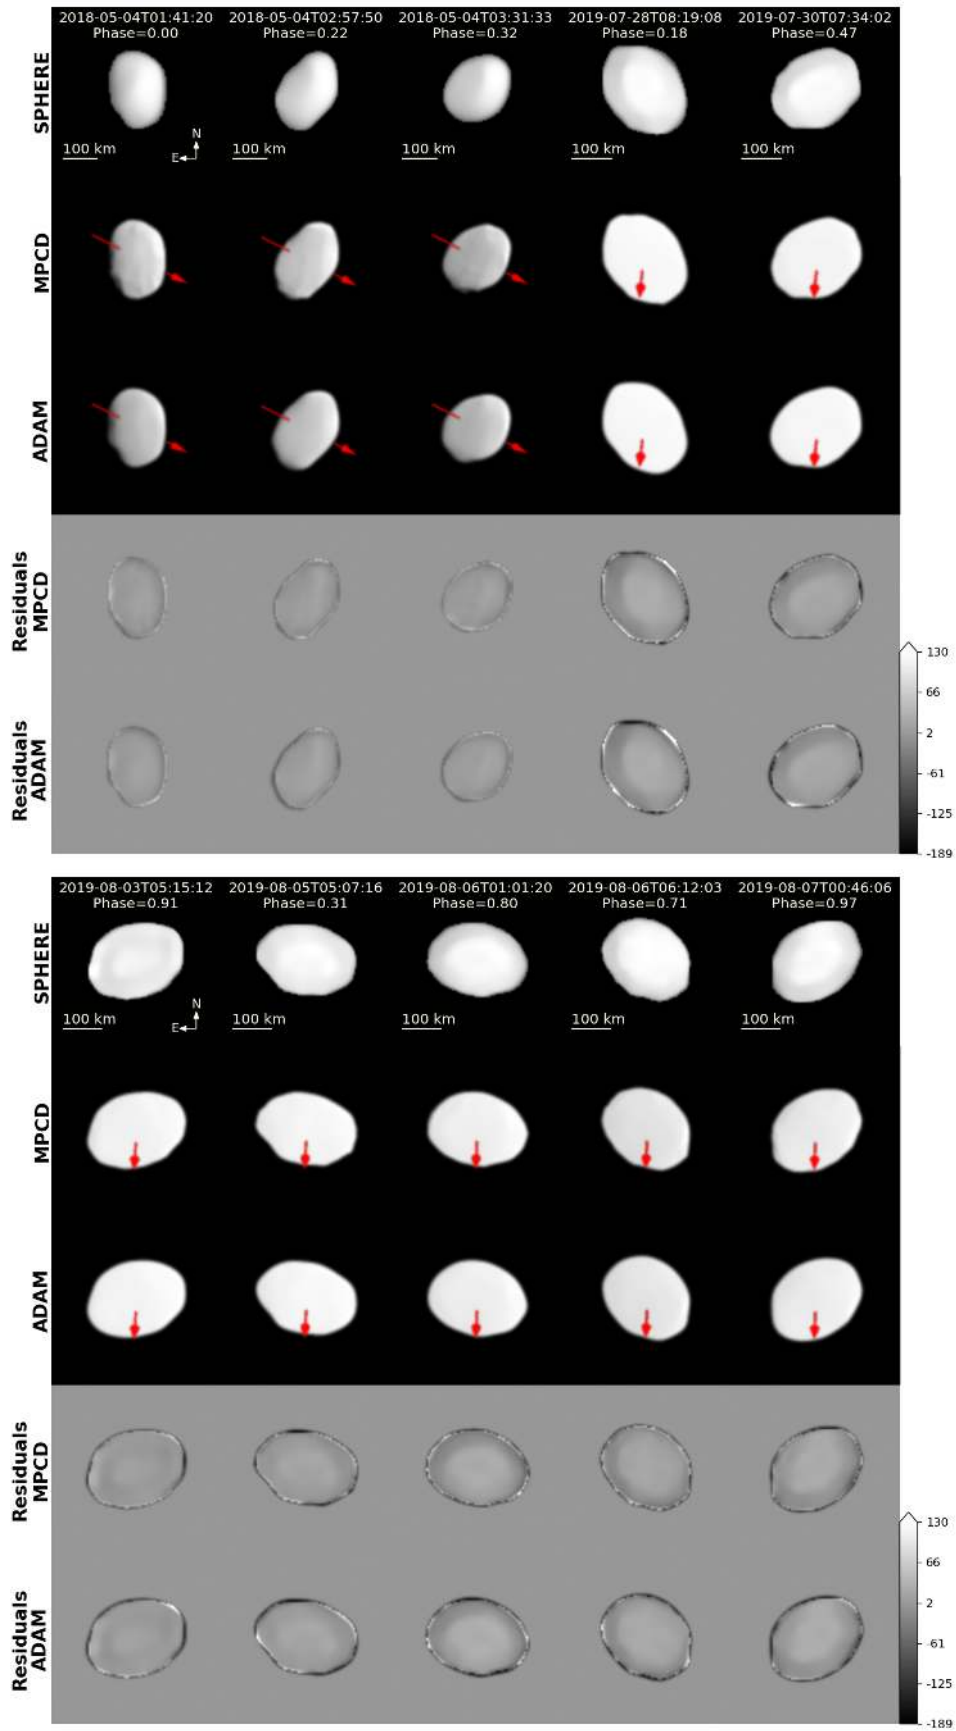 2018-05-04T01:41:20 2018-05-04T02:57:50 2018-05-04T03:31:33 2019-07-28T08:19:08 2019-07-30T07:34:02
Phase=0.00 Phase=0.22 Phase=0.32 Phase=0.18 Phase=0.47
SPHERE
N
E
100 km 100 km 100 km 100 km 100 km
MPCD
ADAM
Residuals
MPCD
Residuals
ADAM
130
66
2
-61
-125
-189
2019-08-03T05:15:12 2019-08-05T05:07:16 2019-08-06T01:01:20 2019-08-06T06:12:03 2019-08-07T00:46:06
Phase=0.91 Phase=0.31 Phase=0.80 Phase=0.71 Phase=0.97
SPHERE
N
E
100 km 100 km 100 km 100 km 100 km
MPCD
ADAM
Residuals
MPCD
Residuals
ADAM
130
66
2
-61
-125
-189